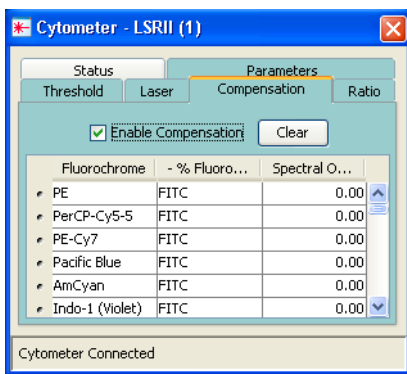 Cytometer - LSRII (1)
Status Parameters
Threshold Laser Compensation Ratio
Enable Compensation Clear
Fluorochrome - % Fluoro... Spectral O...
PE FITC 0.00
PerCP-Cy5-5 FITC 0.00
PE-Cy7 FITC 0.00
Pacific Blue FITC 0.00
AmCyan FITC 0.00
Indo-1 (Violet) FITC 0.00
Cytometer Connected